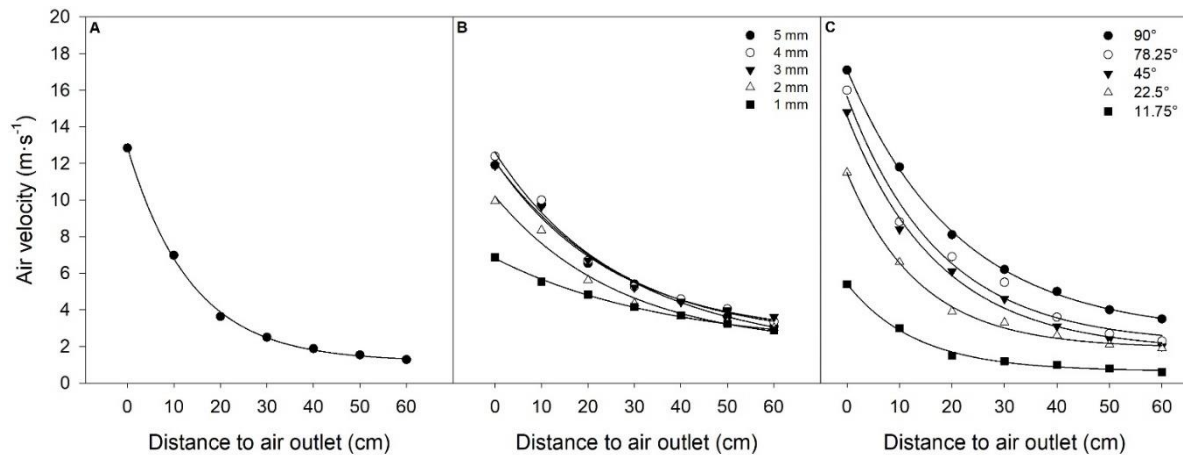 20
18
16
14
12
10
8
6
4
2
0
Air velocity (m·s⁻¹)
A
0 10 20 30 40 50 60
Distance to air outlet (cm)
B
5 mm
4 mm
3 mm
2 mm
1 mm
0 10 20 30 40 50 60
Distance to air outlet (cm)
C
90°
78.25°
45°
22.5°
11.75°
0 10 20 30 40 50 60
Distance to air outlet (cm)